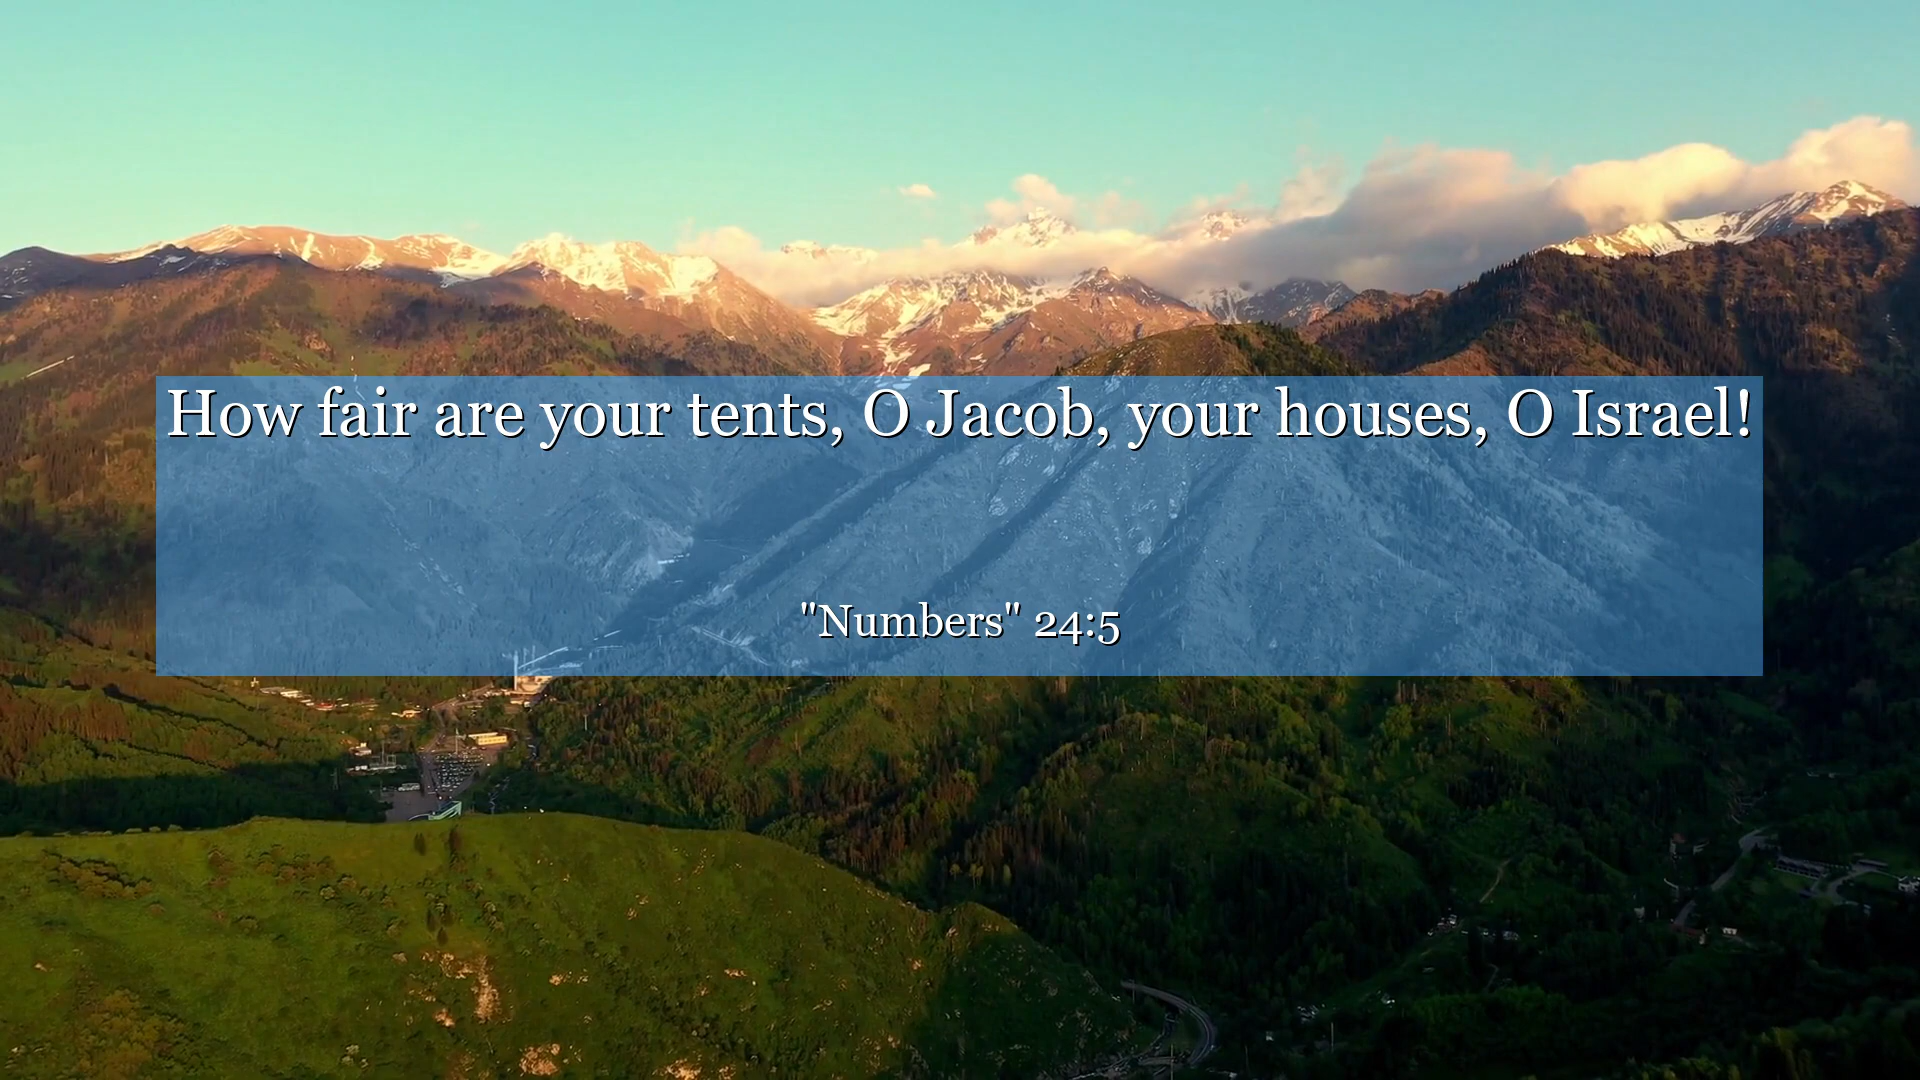 How fair are your tents, O Jacob, your houses, O Israel!
"Numbers" 24:5